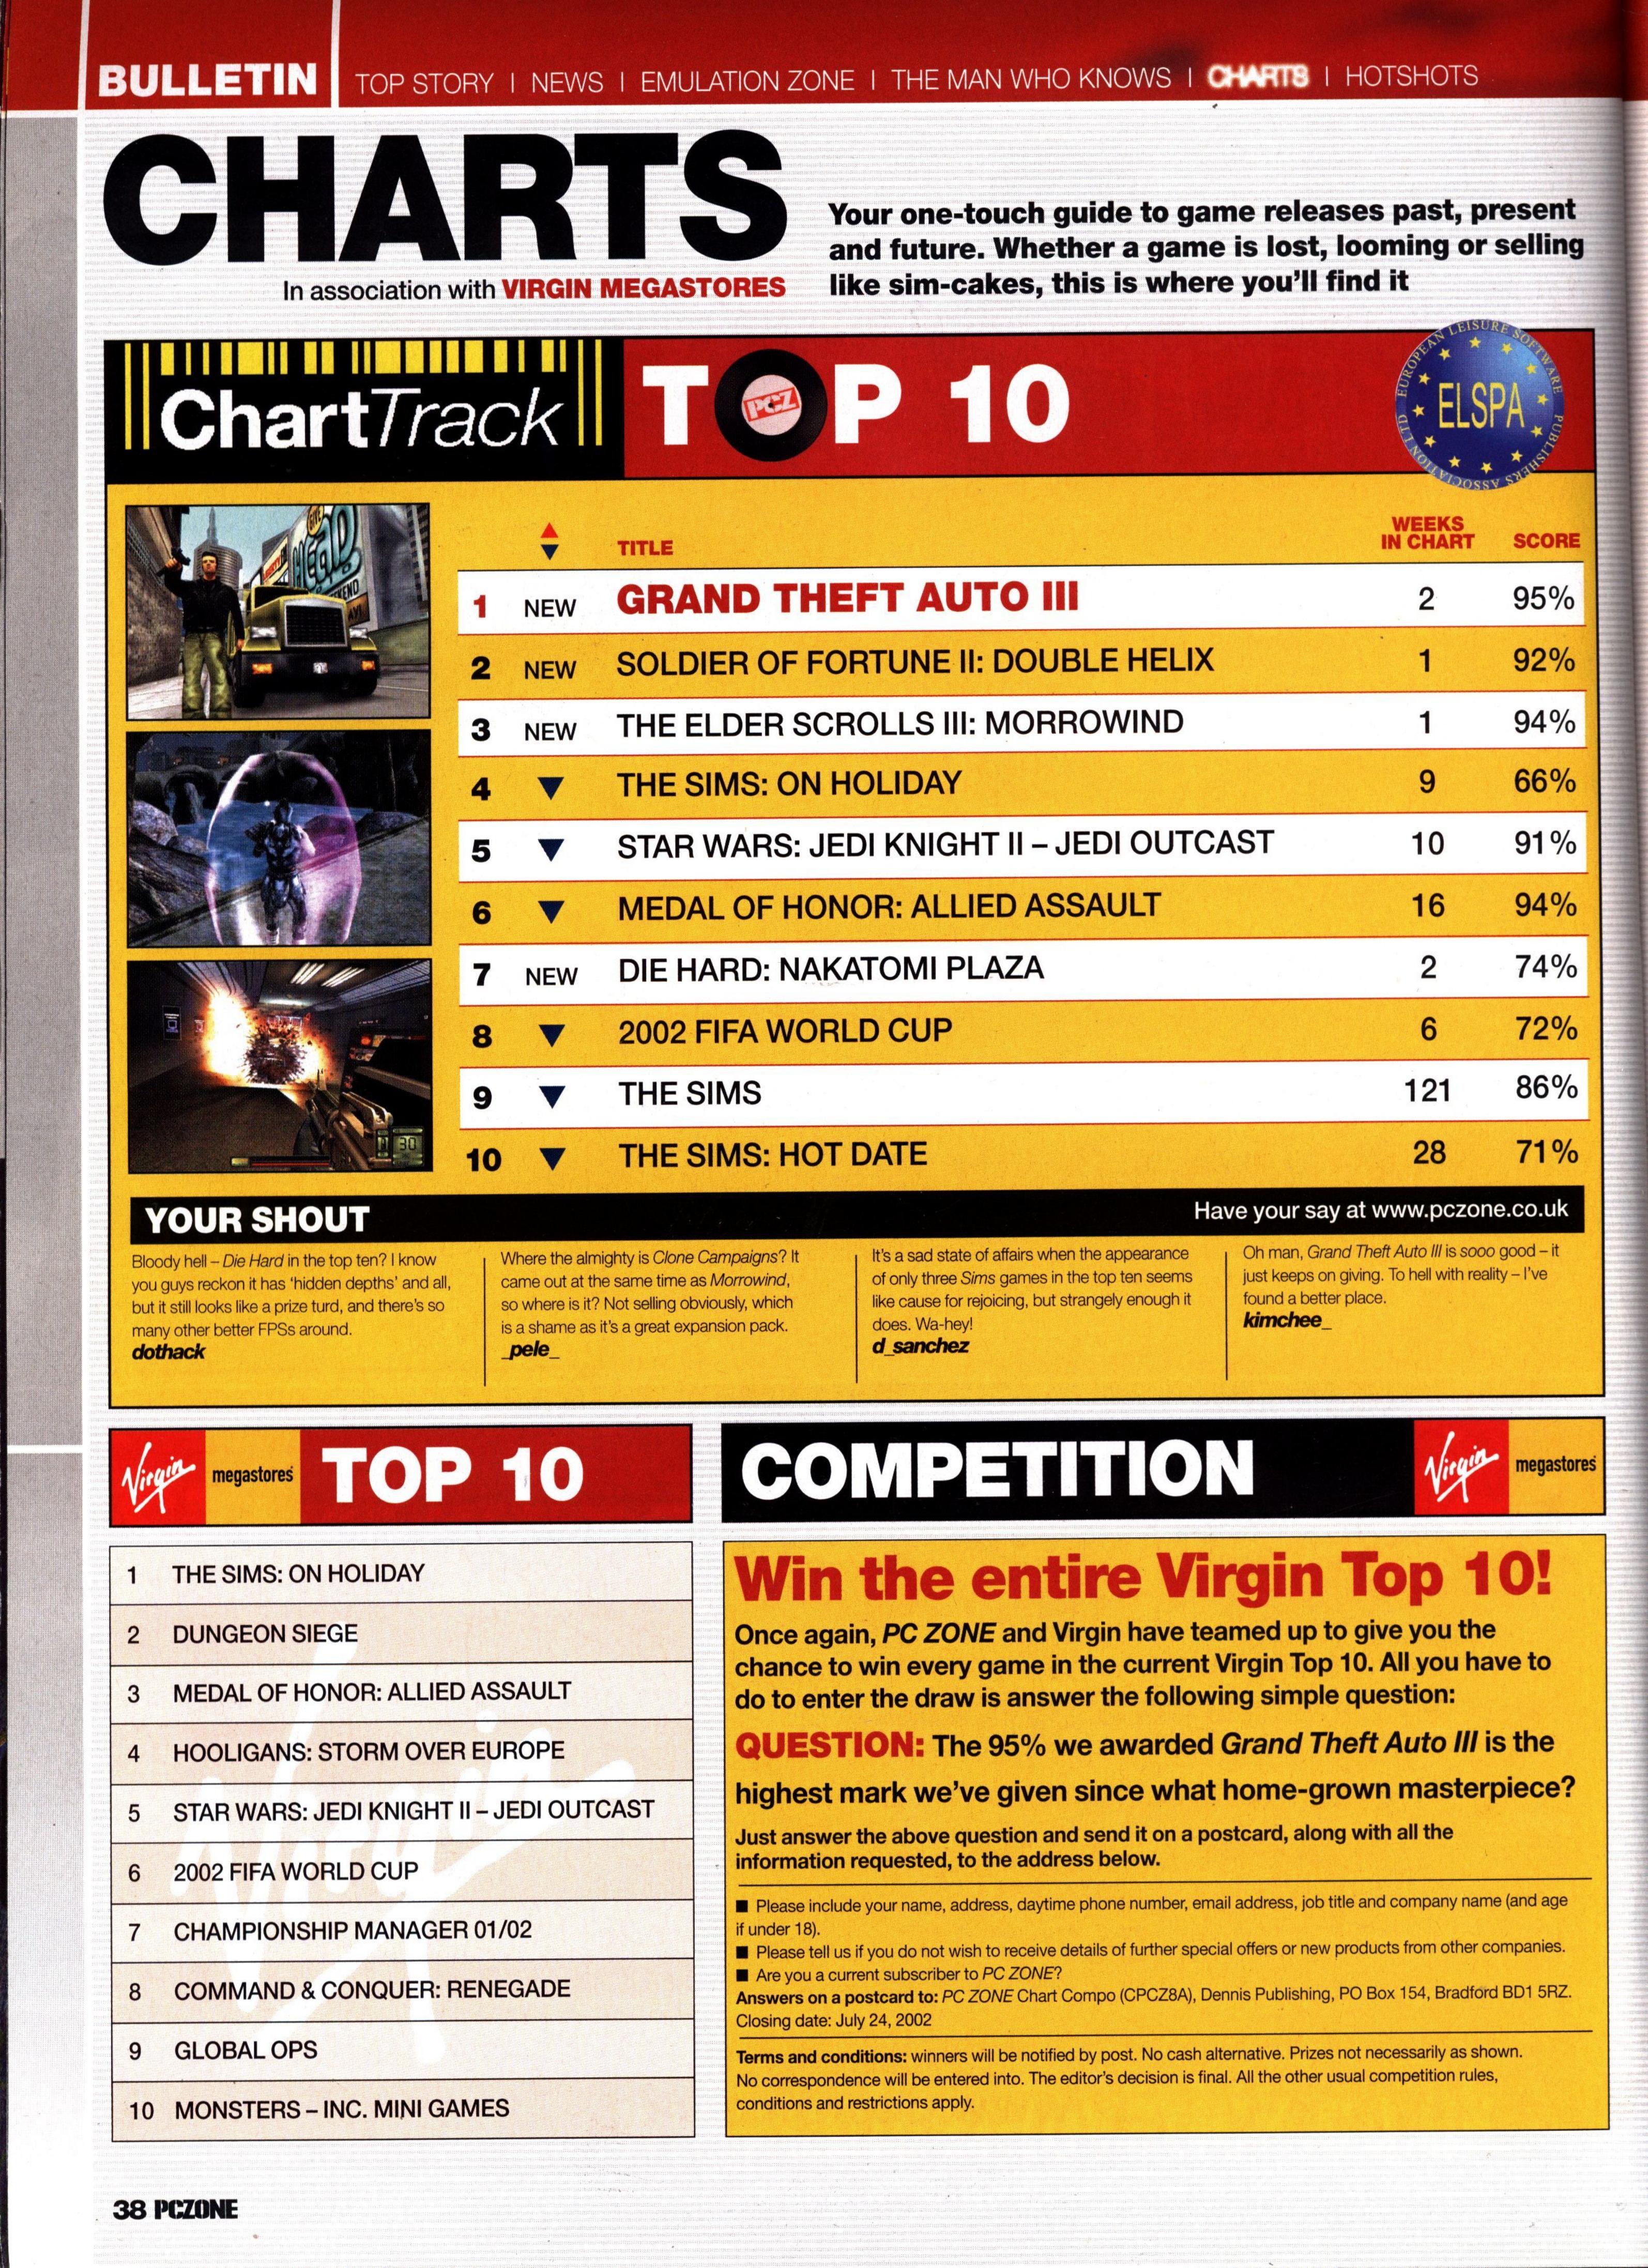 BULLETIN
TOP STORY | NEWS | EMULATION ZONE | THE MAN WHO KNOWS | CHARTS | HOTSHOTS
CHARTS
In association with VIRGIN MEGASTORES
Your one-touch guide to game releases past, present
and future. Whether a game is lost, looming or selling
like sim-cakes, this is where you'll find it
ChartTrack
TOP 10
PCZ
EUROPEAN LEISURE SOFTWARE PUBLISHERS ASSOCIATION LTD
ELSPA
TITLE WEEKS IN CHART SCORE
1 NEW GRAND THEFT AUTO III 2 95%
2 NEW SOLDIER OF FORTUNE II: DOUBLE HELIX 1 92%
3 NEW THE ELDER SCROLLS III: MORROWIND 1 94%
4 ▼ THE SIMS: ON HOLIDAY 9 66%
5 ▼ STAR WARS: JEDI KNIGHT II – JEDI OUTCAST 10 91%
6 ▼ MEDAL OF HONOR: ALLIED ASSAULT 16 94%
7 NEW DIE HARD: NAKATOMI PLAZA 2 74%
8 ▼ 2002 FIFA WORLD CUP 6 72%
9 ▼ THE SIMS 121 86%
10 ▼ THE SIMS: HOT DATE 28 71%
YOUR SHOUT
Have your say at www.pczone.co.uk
Bloody hell – Die Hard in the top ten? I know
you guys reckon it has 'hidden depths' and all,
but it still looks like a prize turd, and there's so
many other better FPSs around.
dothack
Where the almighty is Clone Campaigns? It
came out at the same time as Morrowind,
so where is it? Not selling obviously, which
is a shame as it's a great expansion pack.
_pele_
It's a sad state of affairs when the appearance
of only three Sims games in the top ten seems
like cause for rejoicing, but strangely enough it
does. Wa-hey!
d_sanchez
Oh man, Grand Theft Auto III is sooo good – it
just keeps on giving. To hell with reality – I've
found a better place.
kimchee_
Virgin megastores TOP 10
1 THE SIMS: ON HOLIDAY
2 DUNGEON SIEGE
3 MEDAL OF HONOR: ALLIED ASSAULT
4 HOOLIGANS: STORM OVER EUROPE
5 STAR WARS: JEDI KNIGHT II – JEDI OUTCAST
6 2002 FIFA WORLD CUP
7 CHAMPIONSHIP MANAGER 01/02
8 COMMAND & CONQUER: RENEGADE
9 GLOBAL OPS
10 MONSTERS – INC. MINI GAMES
COMPETITION Virgin megastores
Win the entire Virgin Top 10!
Once again, PC ZONE and Virgin have teamed up to give you the
chance to win every game in the current Virgin Top 10. All you have to
do to enter the draw is answer the following simple question:
QUESTION: The 95% we awarded Grand Theft Auto III is the
highest mark we've given since what home-grown masterpiece?
Just answer the above question and send it on a postcard, along with all the
information requested, to the address below.
■ Please include your name, address, daytime phone number, email address, job title and company name (and age
if under 18).
■ Please tell us if you do not wish to receive details of further special offers or new products from other companies.
■ Are you a current subscriber to PC ZONE?
Answers on a postcard to: PC ZONE Chart Compo (CPCZ8A), Dennis Publishing, PO Box 154, Bradford BD1 5RZ.
Closing date: July 24, 2002
Terms and conditions: winners will be notified by post. No cash alternative. Prizes not necessarily as shown.
No correspondence will be entered into. The editor's decision is final. All the other usual competition rules,
conditions and restrictions apply.
38 PCZONE